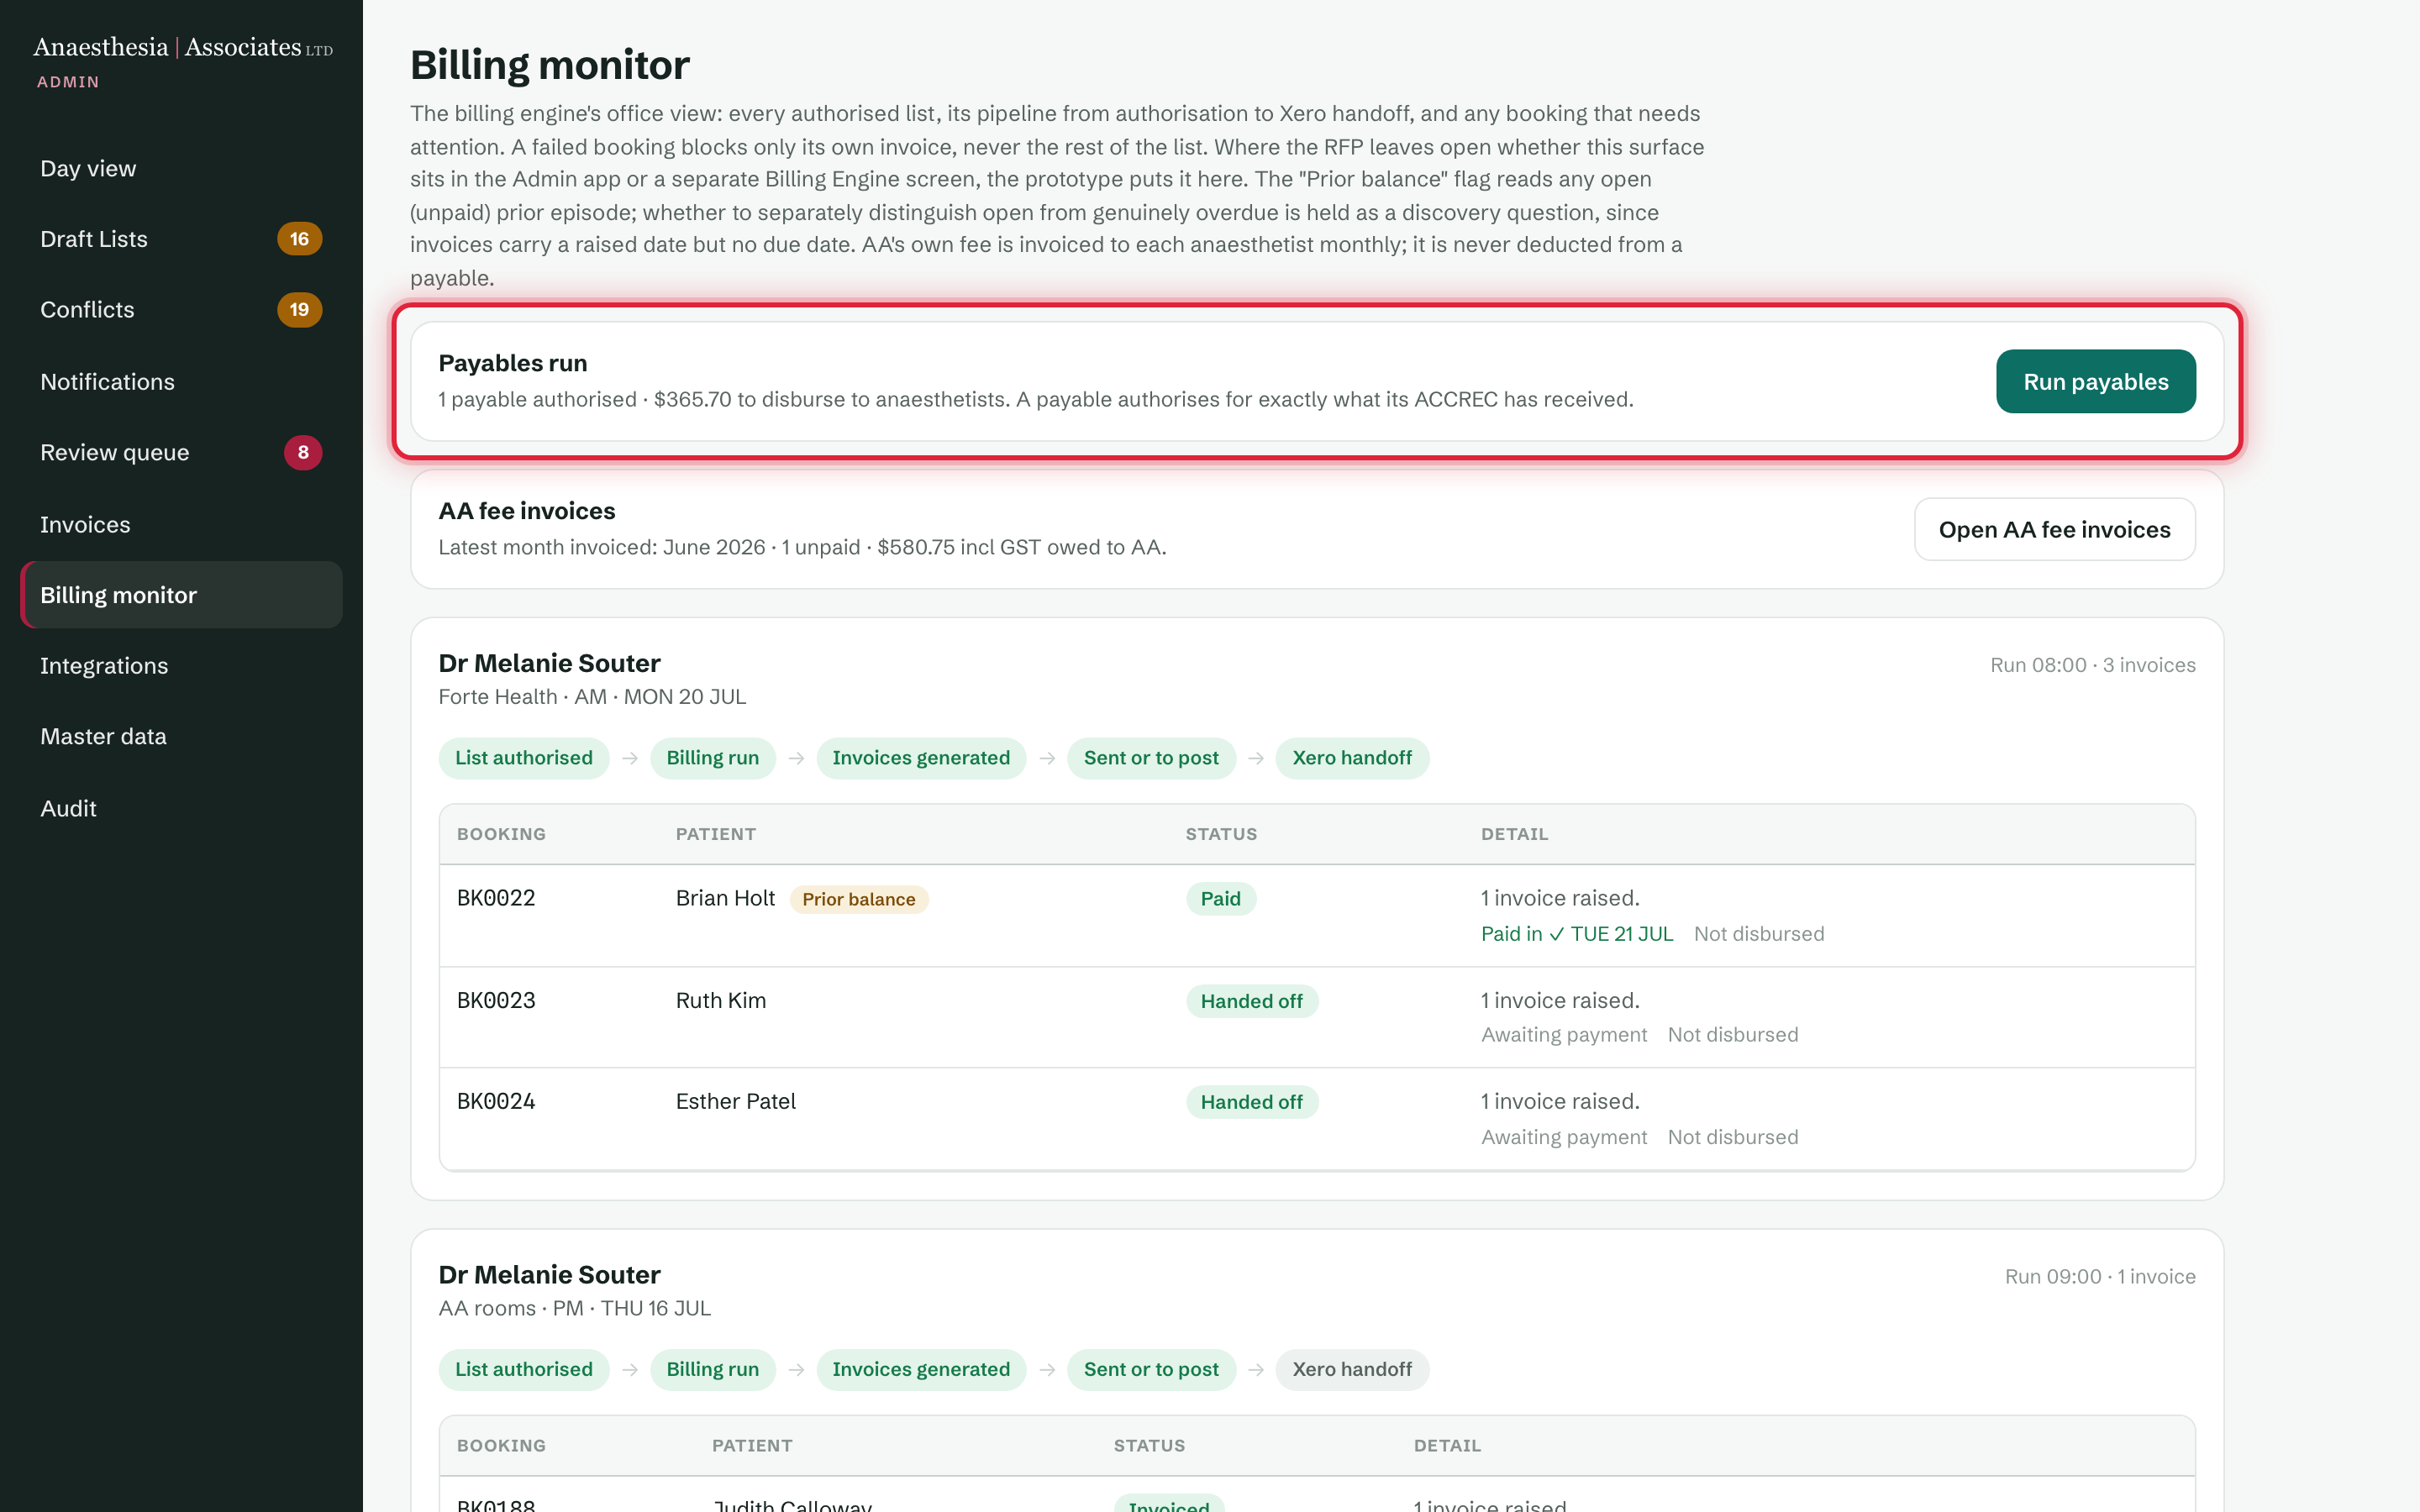 Anaesthesia | Associates LTD
ADMIN
Day view
Draft Lists 16
Conflicts 19
Notifications
Review queue 8
Invoices
Billing monitor
Integrations
Master data
Audit
Billing monitor
The billing engine's office view: every authorised list, its pipeline from authorisation to Xero handoff, and any booking that needs
attention. A failed booking blocks only its own invoice, never the rest of the list. Where the RFP leaves open whether this surface
sits in the Admin app or a separate Billing Engine screen, the prototype puts it here. The "Prior balance" flag reads any open
(unpaid) prior episode; whether to separately distinguish open from genuinely overdue is held as a discovery question, since
invoices carry a raised date but no due date. AA's own fee is invoiced to each anaesthetist monthly; it is never deducted from a
payable.
Payables run
1 payable authorised · $365.70 to disburse to anaesthetists. A payable authorises for exactly what its ACCREC has received.
Run payables
AA fee invoices
Latest month invoiced: June 2026 · 1 unpaid · $580.75 incl GST owed to AA.
Open AA fee invoices
Dr Melanie Souter
Run 08:00 · 3 invoices
Forte Health · AM · MON 20 JUL
List authorised → Billing run → Invoices generated → Sent or to post → Xero handoff
BOOKING PATIENT STATUS DETAIL
BK0022 Brian Holt Prior balance Paid 1 invoice raised.
Paid in ✓ TUE 21 JUL Not disbursed
BK0023 Ruth Kim Handed off 1 invoice raised.
Awaiting payment Not disbursed
BK0024 Esther Patel Handed off 1 invoice raised.
Awaiting payment Not disbursed
Dr Melanie Souter
Run 09:00 · 1 invoice
AA rooms · PM · THU 16 JUL
List authorised → Billing run → Invoices generated → Sent or to post → Xero handoff
BOOKING PATIENT STATUS DETAIL
BK0188 Judith Calloway Invoiced 1 invoice raised.